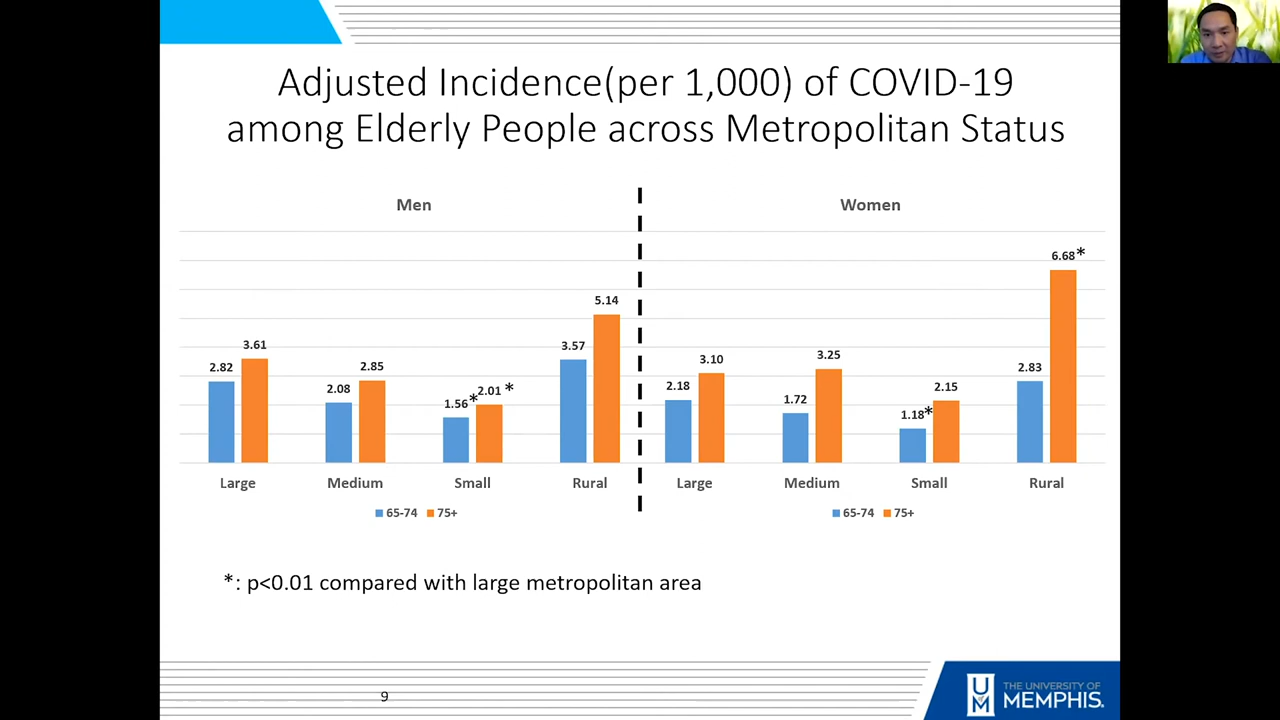 Adjusted Incidence(per 1,000) of COVID-19
among Elderly People across Metropolitan Status
Men
2.82
3.61
2.08
2.85
1.56*
2.01 *
3.57
5.14
Large
Medium
Small
Rural
65-74
75+
Women
2.18
3.10
1.72
3.25
1.18*
2.15
2.83
6.68*
Large
Medium
Small
Rural
65-74
75+
*: p<0.01 compared with large metropolitan area
9
UM
THE UNIVERSITY OF
MEMPHIS.